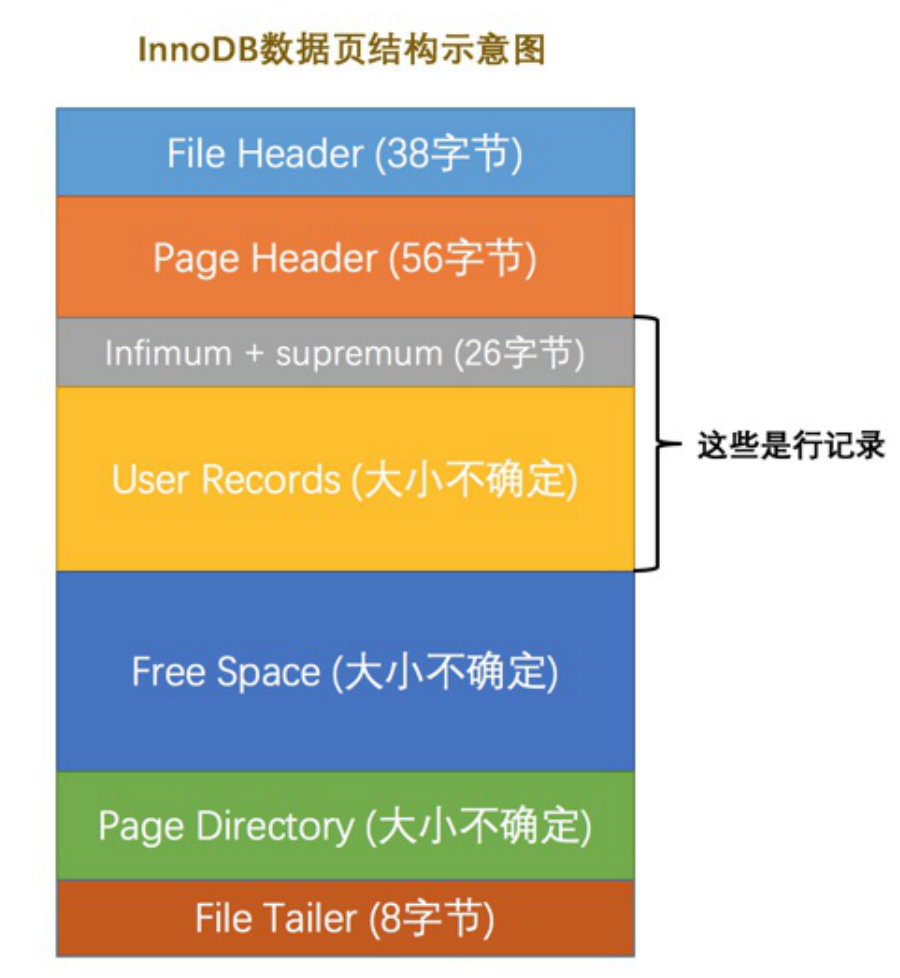 InnoDB数据页结构示意图
File Header (38字节)
Page Header (56字节)
Infimum + supremum (26字节)
User Records (大小不确定)
这些是行记录
Free Space (大小不确定)
Page Directory (大小不确定)
File Tailer (8字节)